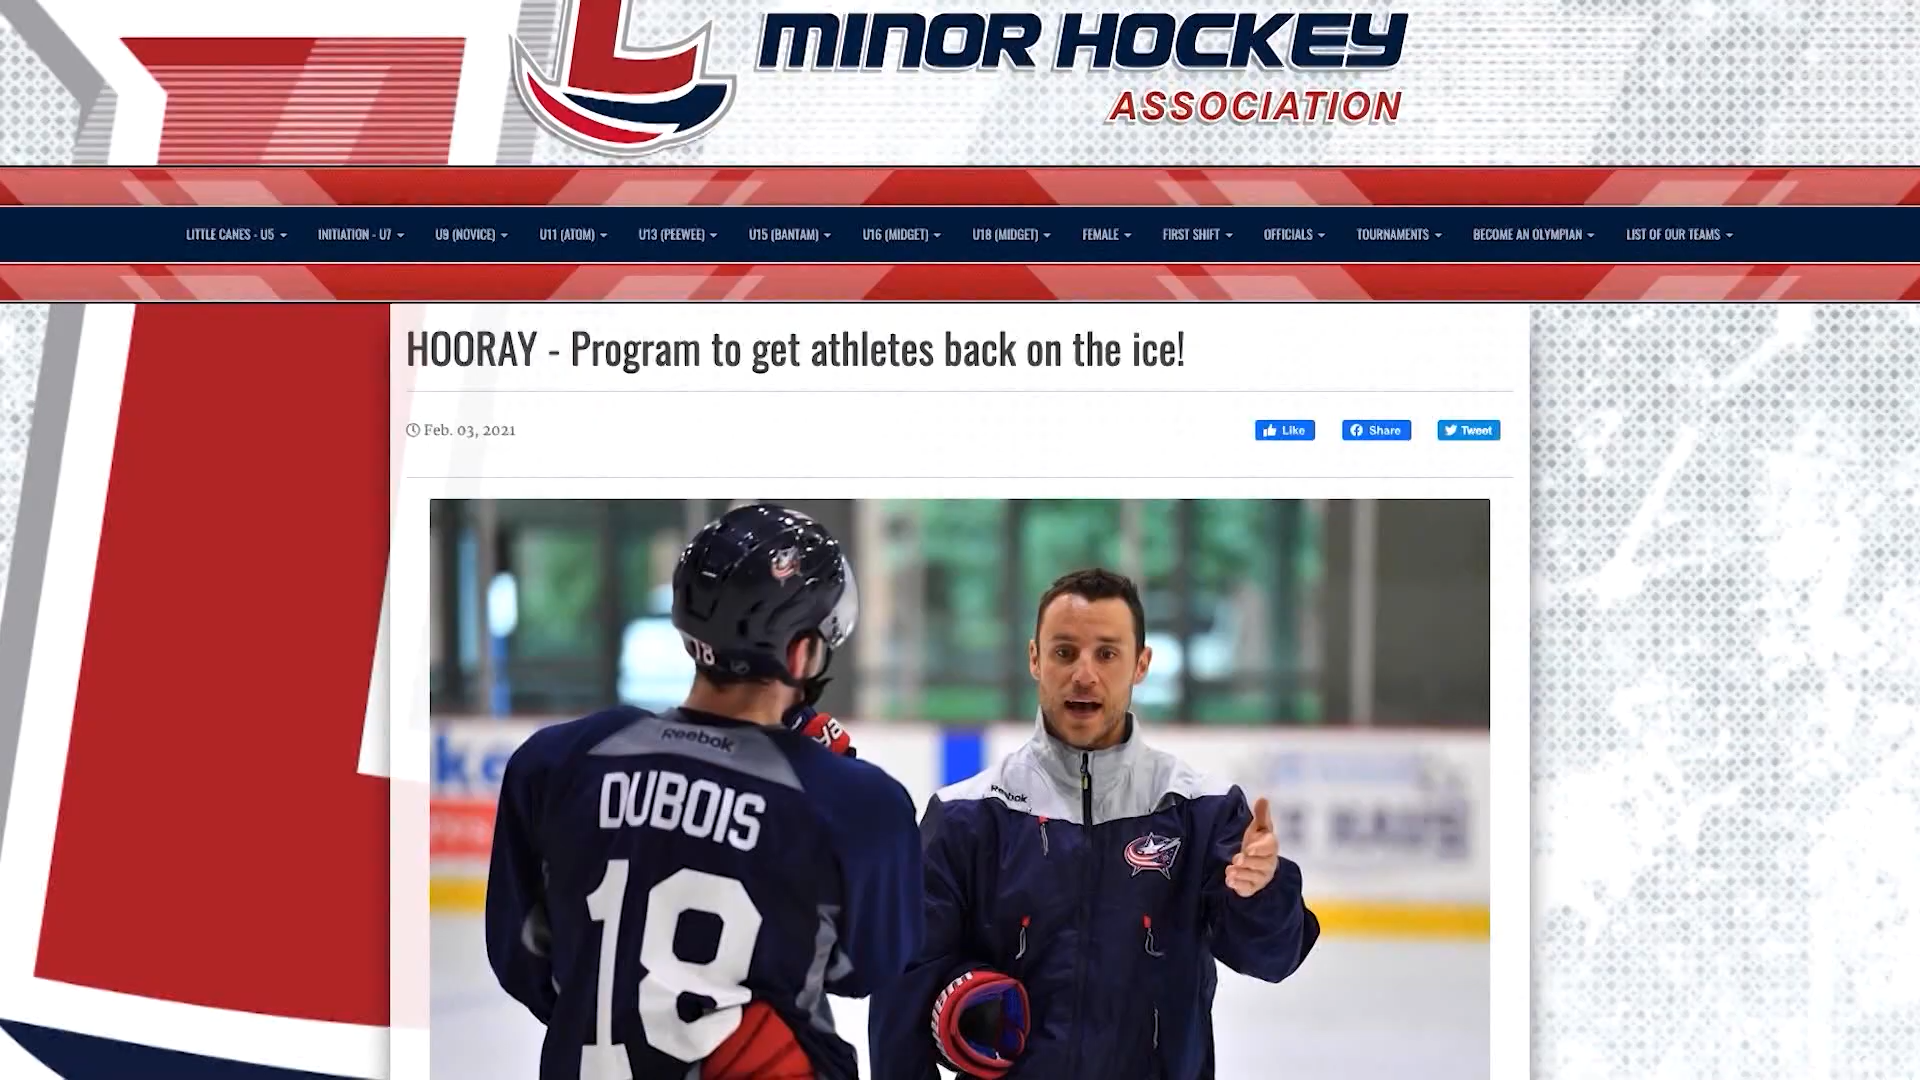 MINOR HOCKEY
ASSOCIATION
LITTLE CANES - U5 INITIATION - U7 U9 (NOVICE) U11 (ATOM) U13 (PEEWEE) U15 (BANTAM) U16 (MIDGET) U18 (MIDGET) FEMALE FIRST SHIFT OFFICIALS TOURNAMENTS BECOME AN OLYMPIAN LIST OF OUR TEAMS
HOORAY - Program to get athletes back on the ice!
Feb. 03, 2021 Like Share Tweet
18
Reebok
DUBOIS
18
Reebok